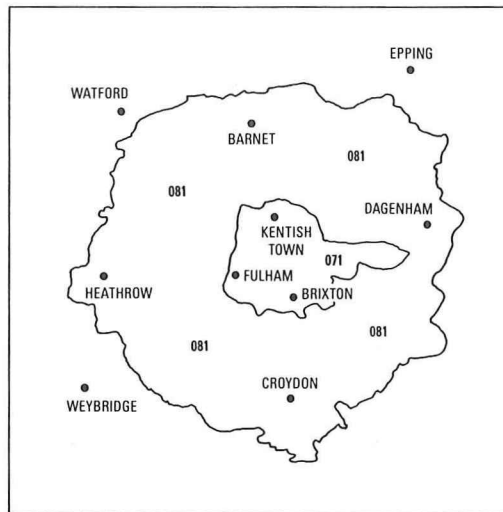 EPPING
WATFORD
BARNET
081
081
DAGENHAM
KENTISH
TOWN
071
FULHAM
HEATHROW
BRIXTON
081
081
CROYDON
WEYBRIDGE